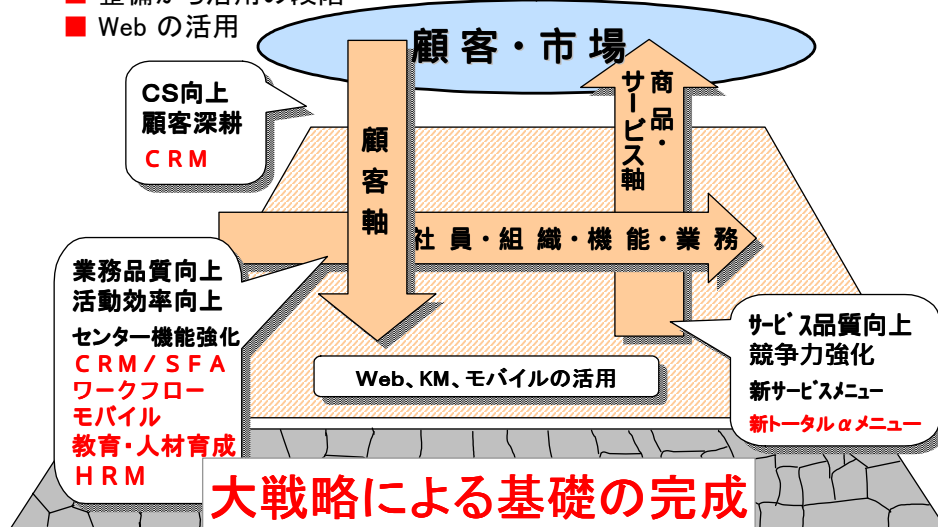 ■ Web の活用
顧 客 ・ 市 場
CS向上
顧客深耕
ＣＲＭ
顧客軸
商品・
サービス軸
社 員 ・ 組 織 ・ 機 能 ・ 業 務
業務品質向上
活動効率向上
センター機能強化
ＣＲＭ/ＳＦＡ
ワークフロー
モバイル
教育・人材育成
ＨＲＭ
サービス品質向上
競争力強化
新サービスメニュー
新トータルαメニュー
Web、KM、モバイルの活用
大戦略による基礎の完成